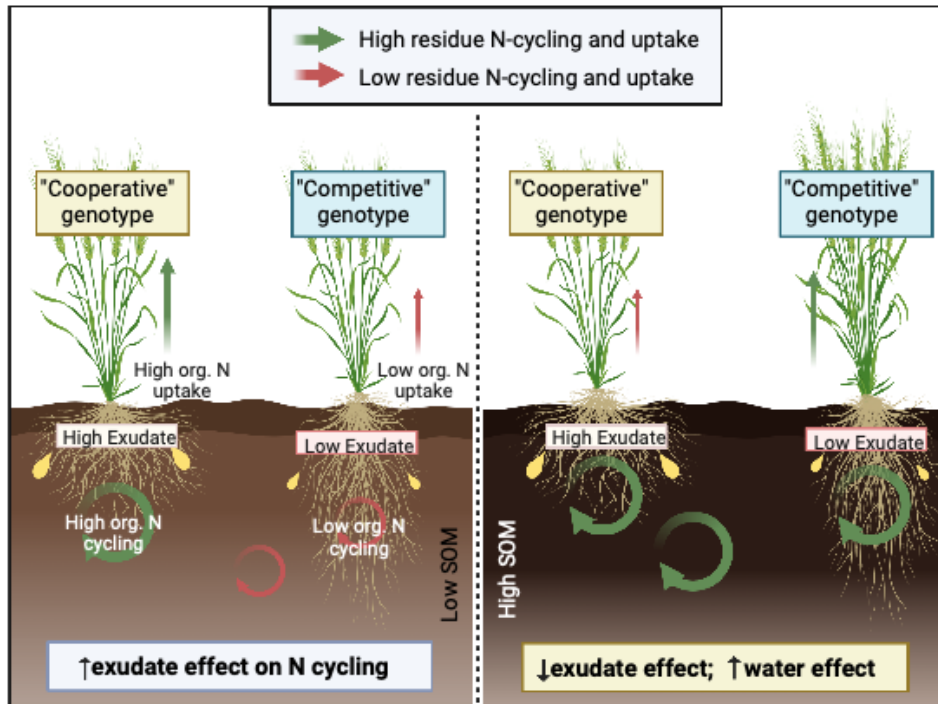 High residue N-cycling and uptake
Low residue N-cycling and uptake
"Cooperative"
genotype
"Competitive"
genotype
"Cooperative"
genotype
"Competitive"
genotype
High org. N
uptake
Low org. N
uptake
High Exudate
Low Exudate
High Exudate
Low Exudate
High org. N
cycling
Low org. N
cycling
Low SOM
High SOM
↑exudate effect on N cycling
↓exudate effect; ↑water effect